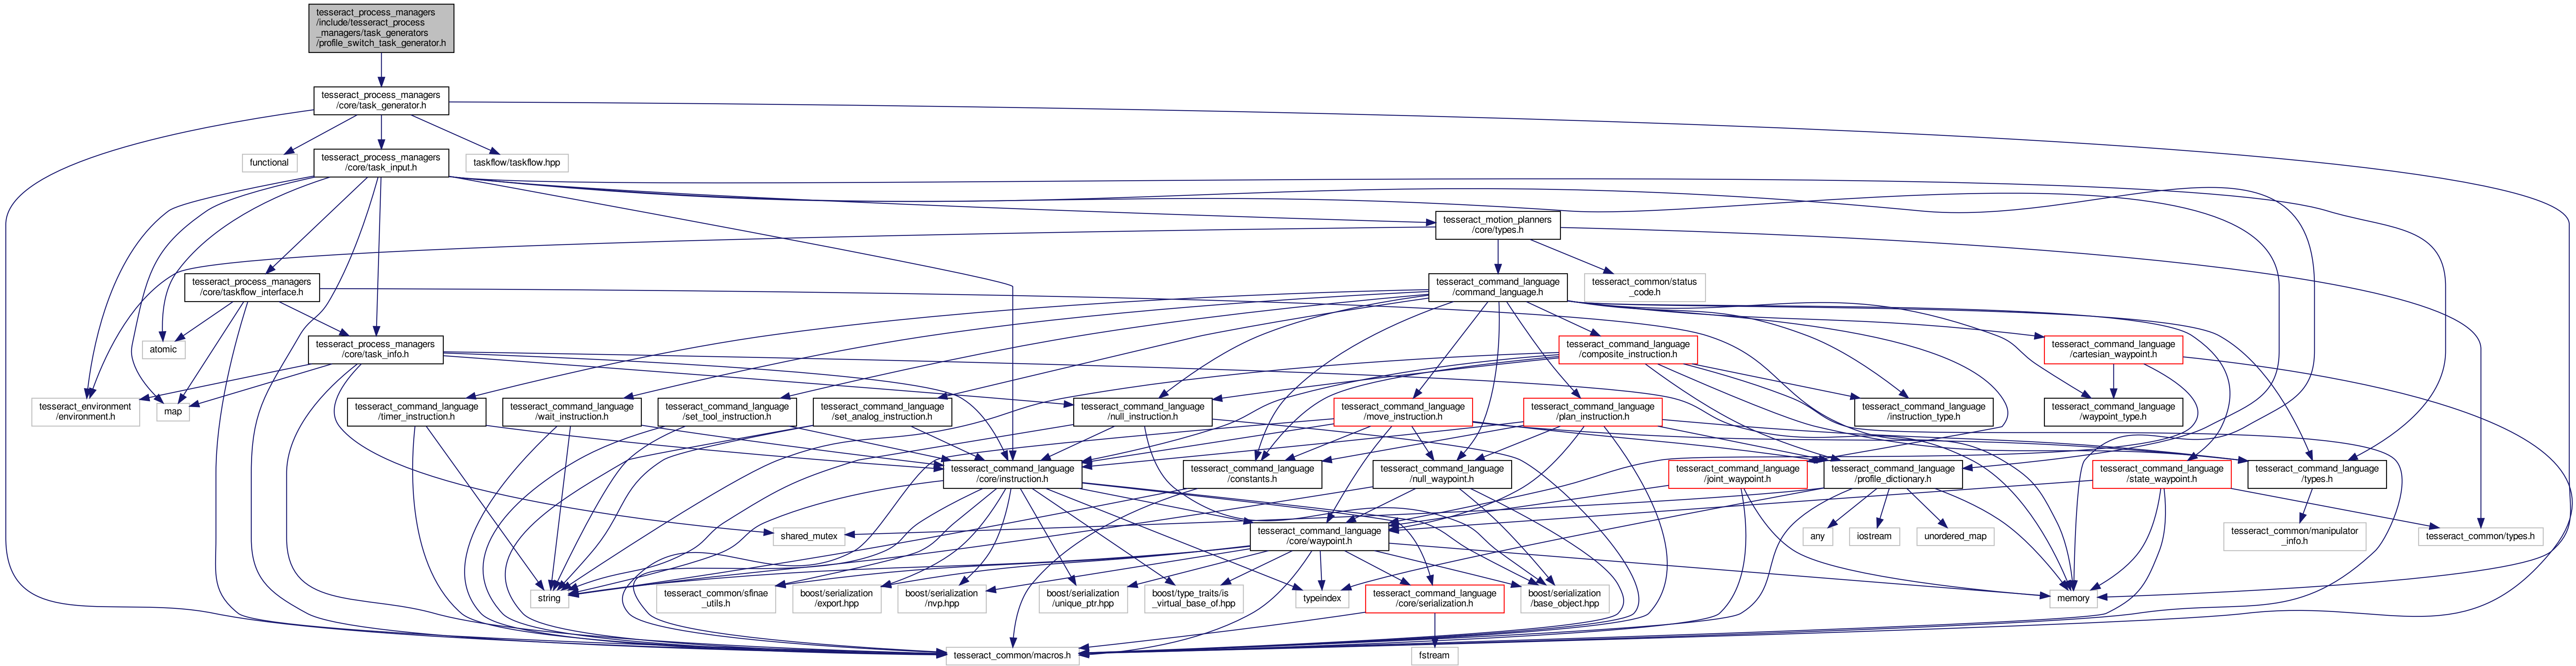 tesseract_process_managers
/include/tesseract_process
_managers/task_generators
/profile_switch_task_generator.h
tesseract_process_managers
/core/task_generator.h
functional
tesseract_process_managers
/core/task_input.h
taskflow/taskflow.hpp
tesseract_motion_planners
/core/types.h
tesseract_process_managers
/core/taskflow_interface.h
tesseract_command_language
/command_language.h
tesseract_common/status
_code.h
atomic
tesseract_process_managers
/core/task_info.h
tesseract_command_language
/composite_instruction.h
tesseract_command_language
/cartesian_waypoint.h
tesseract_environment
/environment.h
map
tesseract_command_language
/timer_instruction.h
tesseract_command_language
/wait_instruction.h
tesseract_command_language
/set_tool_instruction.h
tesseract_command_language
/set_analog_instruction.h
tesseract_command_language
/null_instruction.h
tesseract_command_language
/move_instruction.h
tesseract_command_language
/plan_instruction.h
tesseract_command_language
/instruction_type.h
tesseract_command_language
/waypoint_type.h
tesseract_command_language
/core/instruction.h
tesseract_command_language
/constants.h
tesseract_command_language
/null_waypoint.h
tesseract_command_language
/joint_waypoint.h
tesseract_command_language
/profile_dictionary.h
tesseract_command_language
/state_waypoint.h
tesseract_command_language
/types.h
shared_mutex
tesseract_command_language
/core/waypoint.h
any
iostream
unordered_map
tesseract_common/manipulator
_info.h
tesseract_common/types.h
string
tesseract_common/sfinae
_utils.h
boost/serialization
/export.hpp
boost/serialization
/nvp.hpp
boost/serialization
/unique_ptr.hpp
boost/type_traits/is
_virtual_base_of.hpp
typeindex
tesseract_command_language
/core/serialization.h
boost/serialization
/base_object.hpp
memory
tesseract_common/macros.h
fstream